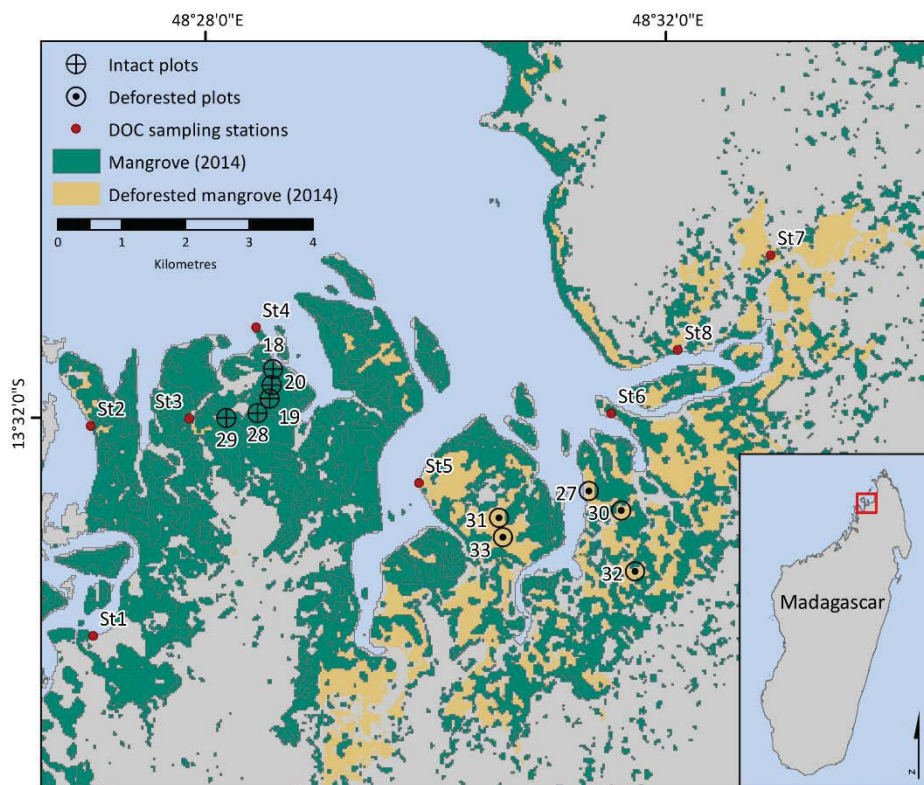 48°28'0"E
48°32'0"E
Intact plots
Deforested plots
DOC sampling stations
Mangrove (2014)
Deforested mangrove (2014)
0 1 2 3 4
Kilometres
St7
St4
18
St8
20
13°32'0"S
St2
St3
19
St6
29
28
St5
27
30
31
33
32
St1
Madagascar
N